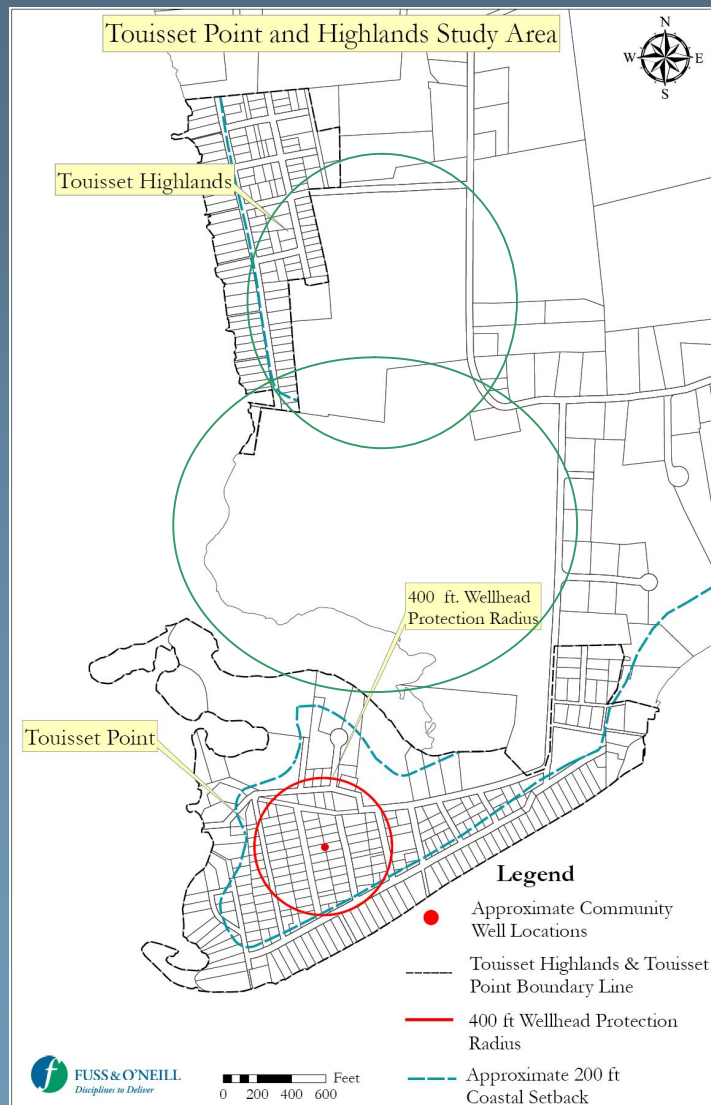 Touisset Point and Highlands Study Area
N
W
E
S
Touisset Highlands
400 ft. Wellhead
Protection Radius
Touisset Point
Legend
Approximate Community
Well Locations
Touisset Highlands & Touisset
Point Boundary Line
400 ft Wellhead Protection
Radius
Approximate 200 ft
Coastal Setback
FUSS & O'NEILL
Disciplines to Deliver
Feet
0 200 400 600